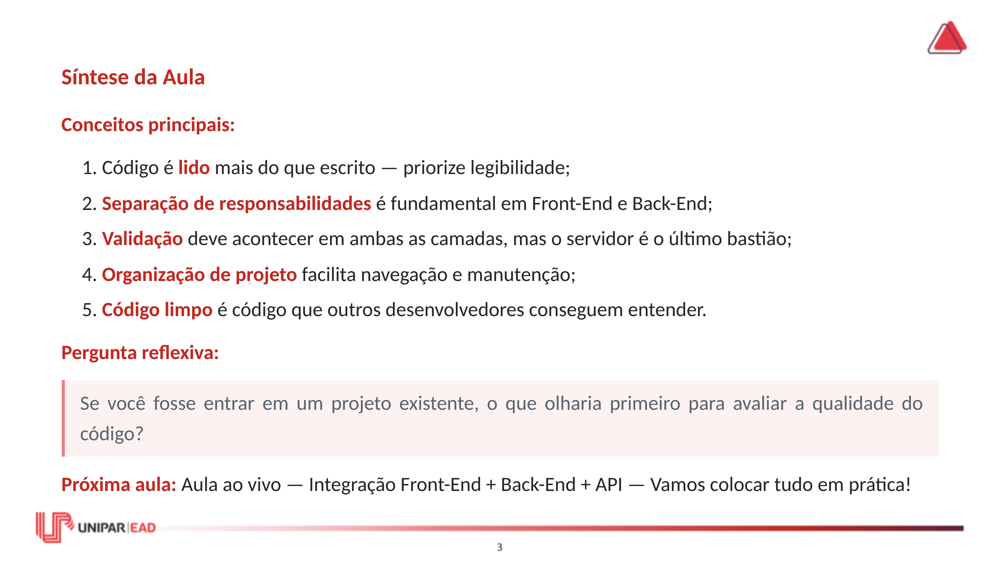 Síntese da Aula
Conceitos principais:
1. Código é lido mais do que escrito — priorize legibilidade;
2. Separação de responsabilidades é fundamental em Front-End e Back-End;
3. Validação deve acontecer em ambas as camadas, mas o servidor é o último bastião;
4. Organização de projeto facilita navegação e manutenção;
5. Código limpo é código que outros desenvolvedores conseguem entender.
Pergunta reflexiva:
Se você fosse entrar em um projeto existente, o que olharia primeiro para avaliar a qualidade do
código?
Próxima aula: Aula ao vivo — Integração Front-End + Back-End + API — Vamos colocar tudo em prática!
UNIPAR|EAD
3